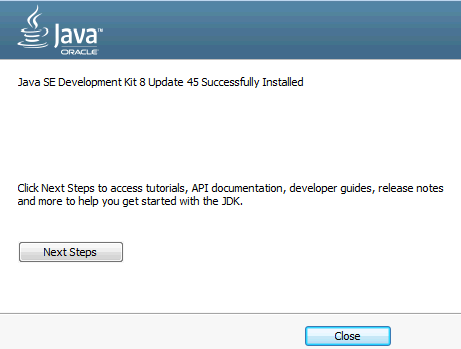 Java™
ORACLE
Java SE Development Kit 8 Update 45 Successfully Installed
Click Next Steps to access tutorials, API documentation, developer guides, release notes
and more to help you get started with the JDK.
Next Steps
Close